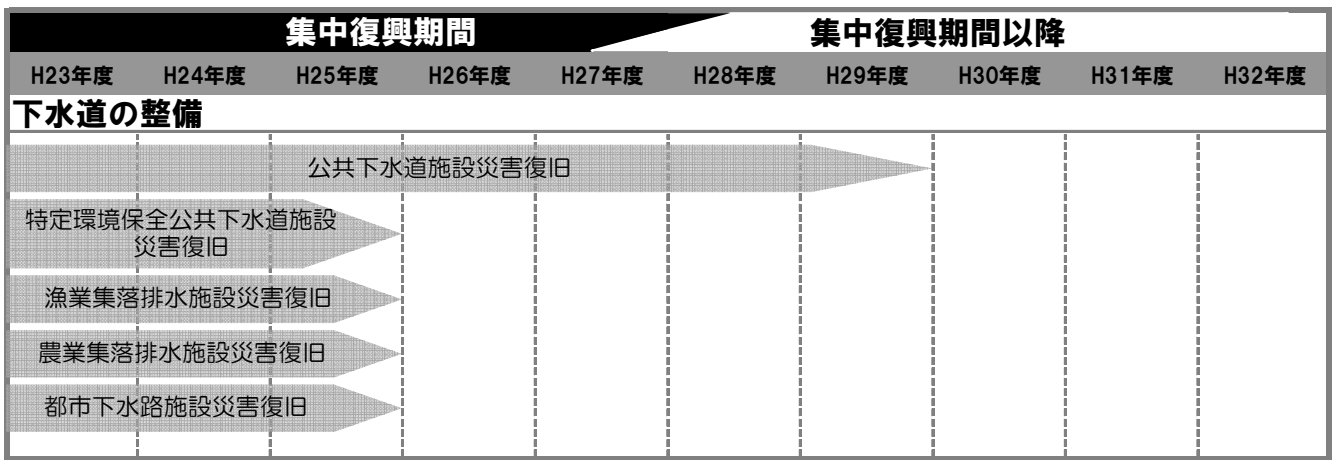 集中復興期間 集中復興期間以降
H23年度 H24年度 H25年度 H26年度 H27年度 H28年度 H29年度 H30年度 H31年度 H32年度
下水道の整備
公共下水道施設災害復旧
特定環境保全公共下水道施設
災害復旧
漁業集落排水施設災害復旧
農業集落排水施設災害復旧
都市下水路施設災害復旧